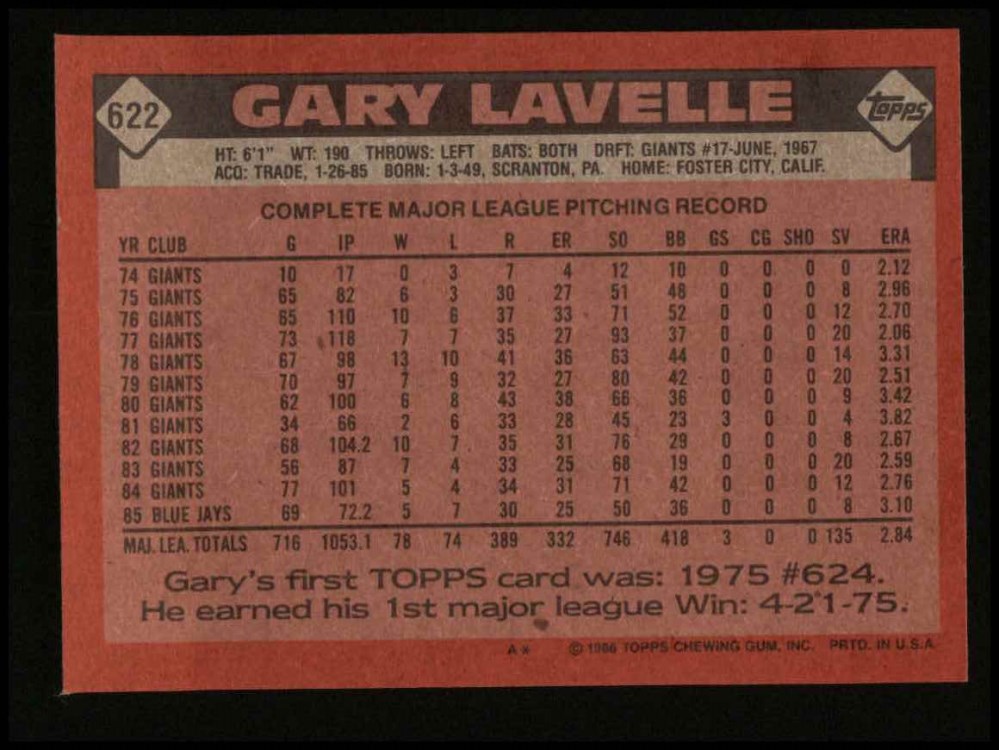 622 GARY LAVELLE topps
HT: 6'1" WT: 190 THROWS: LEFT BATS: BOTH DRFT: GIANTS #17-JUNE, 1967
ACQ: TRADE, 1-26-85 BORN: 1-3-49, SCRANTON, PA. HOME: FOSTER CITY, CALIF.
COMPLETE MAJOR LEAGUE PITCHING RECORD
YR CLUB G IP W L R ER SO BB GS CG SHO SV ERA
74 GIANTS 10 17 0 3 7 4 12 10 0 0 0 0 2.12
75 GIANTS 65 82 6 3 30 27 51 48 0 0 0 8 2.96
76 GIANTS 65 110 10 6 37 33 71 52 0 0 0 12 2.70
77 GIANTS 73 118 7 7 35 27 93 37 0 0 0 20 2.06
78 GIANTS 67 98 13 10 41 36 63 44 0 0 0 14 3.31
79 GIANTS 70 97 7 9 32 27 80 42 0 0 0 20 2.51
80 GIANTS 62 100 6 8 43 38 66 36 0 0 0 9 3.42
81 GIANTS 34 66 2 6 33 28 45 23 3 0 0 4 3.82
82 GIANTS 68 104.2 10 7 35 31 76 29 0 0 0 8 2.67
83 GIANTS 56 87 7 4 33 25 68 19 0 0 0 20 2.59
84 GIANTS 77 101 5 4 34 31 71 42 0 0 0 12 2.76
85 BLUE JAYS 69 72.2 5 7 30 25 50 36 0 0 0 8 3.10
MAJ. LEA. TOTALS 716 1053.1 78 74 389 332 746 418 3 0 0 135 2.84
Gary's first TOPPS card was: 1975 #624.
He earned his 1st major league Win: 4-21-75.
A* © 1986 TOPPS CHEWING GUM, INC. PRTD. IN U.S.A.